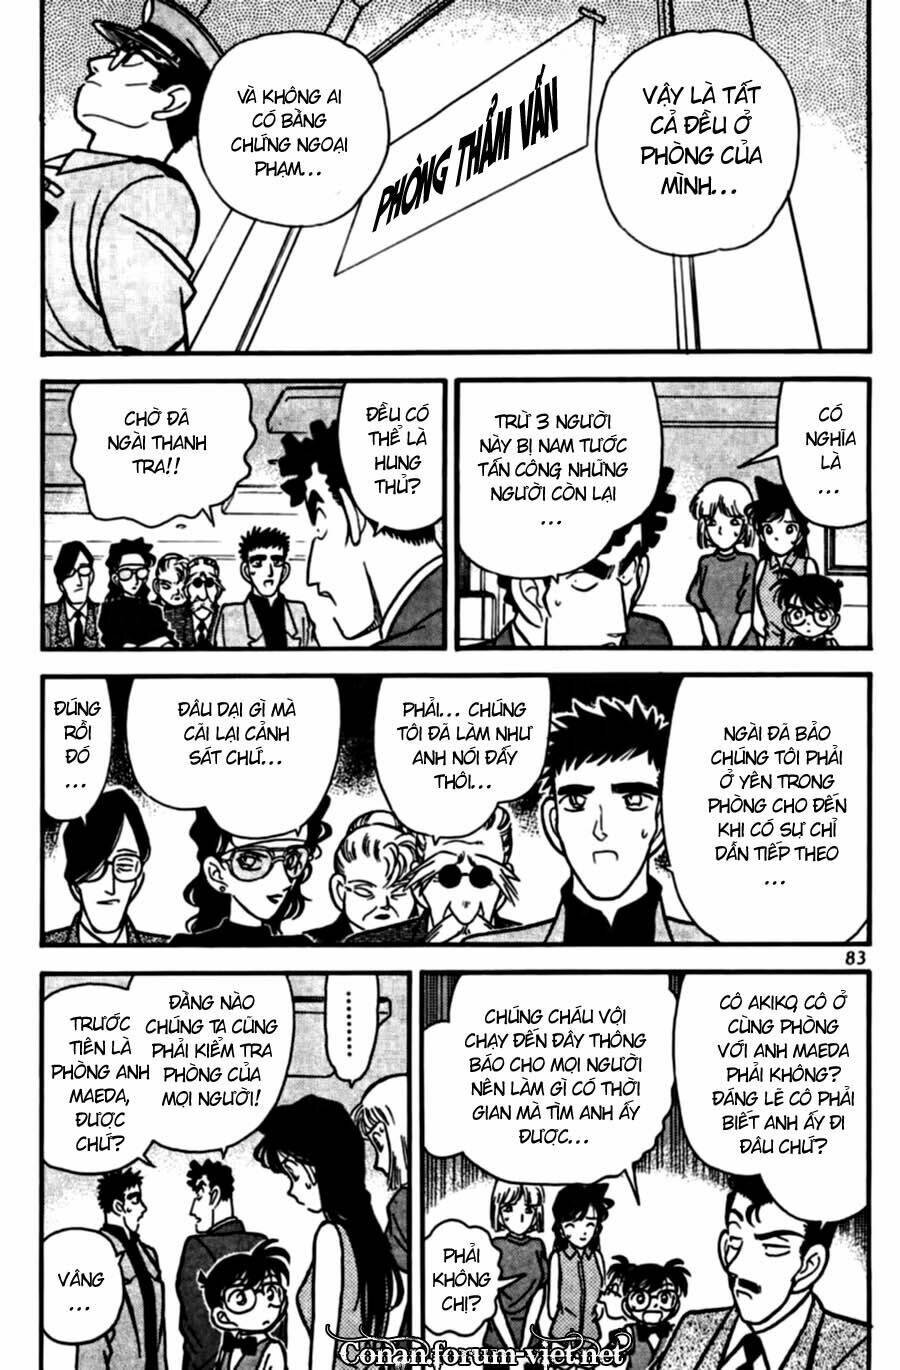 VẬY LÀ TẤT
CẢ ĐỀU Ở
PHÒNG CỦA
MÌNH...
PHÒNG THẨM VẤN
VÀ KHÔNG AI
CÓ BẰNG
CHỨNG NGOẠI
PHẠM...
CÓ
NGHĨA
LÀ
...
TRỪ 3 NGƯỜI
NÀY BỊ NAM TƯỚC
TẤN CÔNG, NHỮNG
NGƯỜI CÒN LẠI
...
ĐỀU CÓ
THỂ LÀ
HUNG
THỦ?
CHỜ ĐÃ
NGÀI THANH
TRA!!
NGÀI ĐÃ BẢO
CHÚNG TÔI PHẢI
Ở YÊN TRONG
PHÒNG CHO ĐẾN
KHI CÓ SỰ CHỈ
DẪN TIẾP THEO
...
PHẢI... CHÚNG
TÔI ĐÃ LÀM NHƯ
ANH NÓI ĐẤY
THÔI...
ĐÂU DẠI GÌ MÀ
CÃI LẠI CẢNH
SÁT CHỨ...
ĐÚNG
RỒI
ĐÓ
...
83
CÔ AKIKO, CÔ Ở
CÙNG PHÒNG
VỚI ANH MAEDA
PHẢI KHÔNG?
ĐÁNG LẼ CÔ PHẢI
BIẾT ANH ẤY ĐI
ĐÂU CHỨ?
CHÚNG CHÁU VỘI
CHẠY ĐẾN ĐÂY THÔNG
BÁO CHO MỌI NGƯỜI
NÊN LÀM GÌ CÓ THỜI
GIAN MÀ TÌM ANH ẤY
ĐƯỢC...
PHẢI
KHÔNG
CHỊ?
........
ĐẰNG NÀO
CHÚNG TA CŨNG
PHẢI KIỂM TRA
PHÒNG CỦA
MỌI NGƯỜI!
TRƯỚC
TIÊN LÀ
PHÒNG ANH
MAEDA,
ĐƯỢC
CHỨ?
VÂNG
...
Conan.forum-viet.net
Conan.forum-viet.net